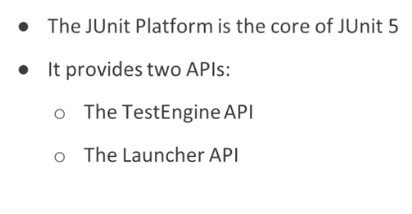 ● The JUnit Platform is the core of JUnit 5
● It provides two APIs:
○ The TestEngine API
○ The Launcher API